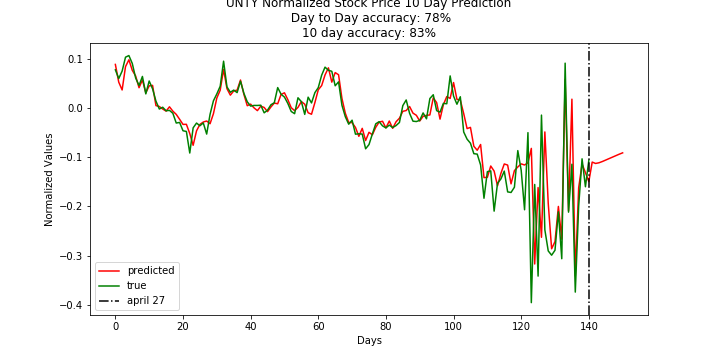 UNTY Normalized Stock Price 10 Day Prediction
Day to Day accuracy: 78%
10 day accuracy: 83%
0.1
0.0
−0.1
−0.2
−0.3
−0.4
Normalized Values
predicted
true
april 27
0
20
40
60
80
100
120
140
Days